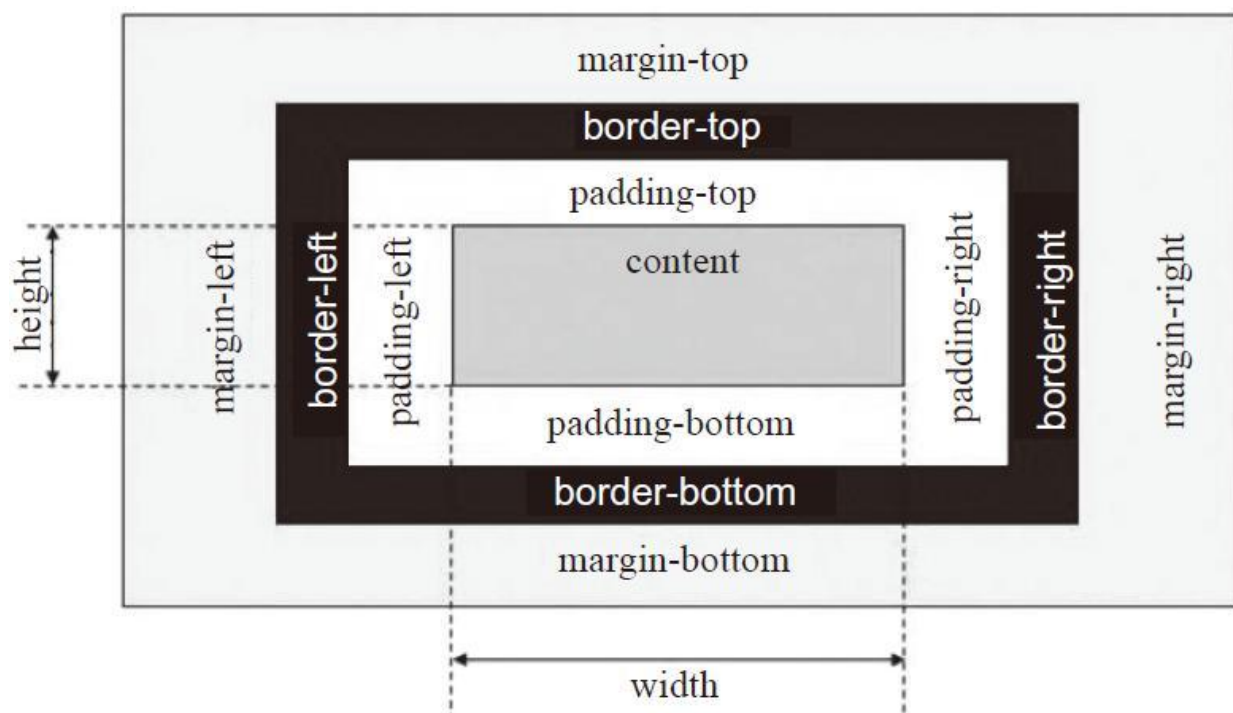 margin-top
border-top
padding-top
content
height
margin-left
border-left
padding-left
padding-right
border-right
margin-right
padding-bottom
border-bottom
margin-bottom
width